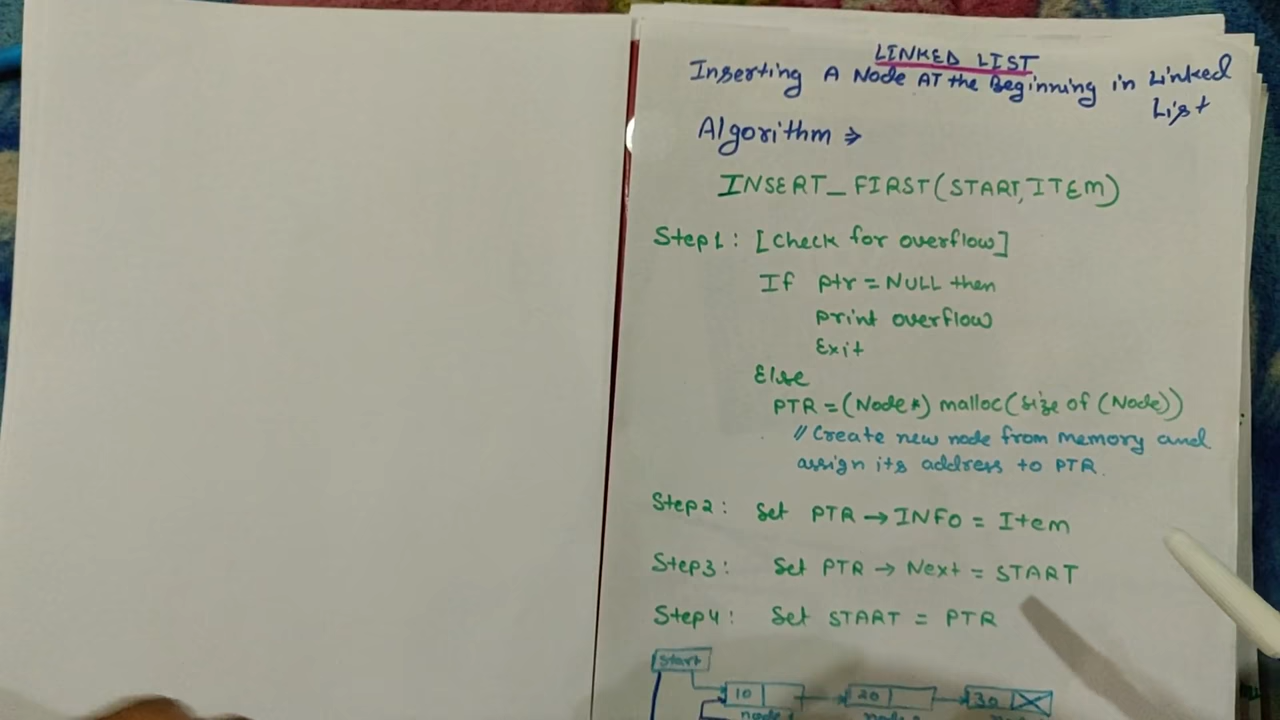 LINKED LIST
Inserting A Node AT the Beginning in Linked
List
Algorithm ⇒
INSERT_FIRST(START, ITEM)
Step1: [Check for overflow]
If ptr = NULL then
print overflow
Exit
Else
PTR = (Node*) malloc(size of (Node))
// Create new node from memory and
assign its address to PTR.
Step2: Set PTR → INFO = Item
Step3: Set PTR → Next = START
Step4: Set START = PTR
Start
10 20 30